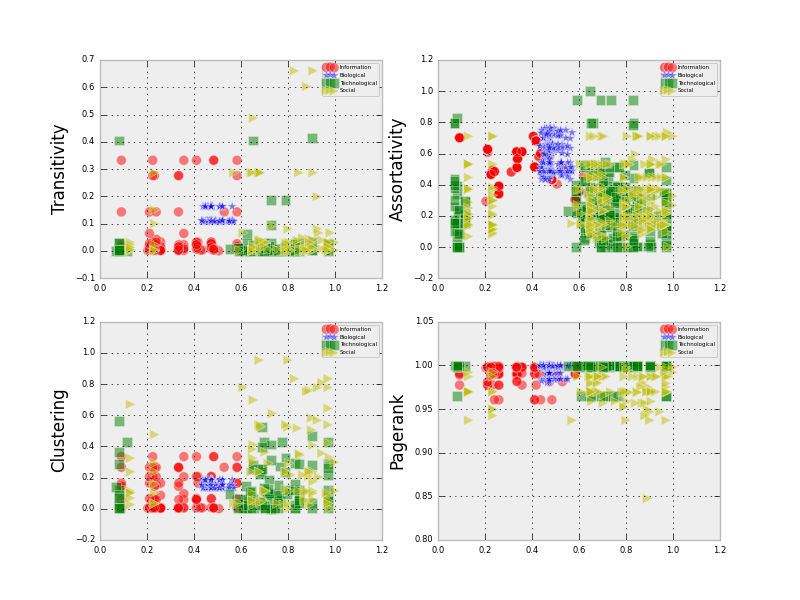 Transitivity
0.7
0.6
0.5
0.4
0.3
0.2
0.1
0.0
−0.1
0.0 0.2 0.4 0.6 0.8 1.0 1.2
Information
Biological
Technological
Social
Assortativity
1.2
1.0
0.8
0.6
0.4
0.2
0.0
−0.2
0.0 0.2 0.4 0.6 0.8 1.0 1.2
Information
Biological
Technological
Social
Clustering
1.2
1.0
0.8
0.6
0.4
0.2
0.0
−0.2
0.0 0.2 0.4 0.6 0.8 1.0 1.2
Information
Biological
Technological
Social
Pagerank
1.05
1.00
0.95
0.90
0.85
0.80
0.0 0.2 0.4 0.6 0.8 1.0 1.2
Information
Biological
Technological
Social